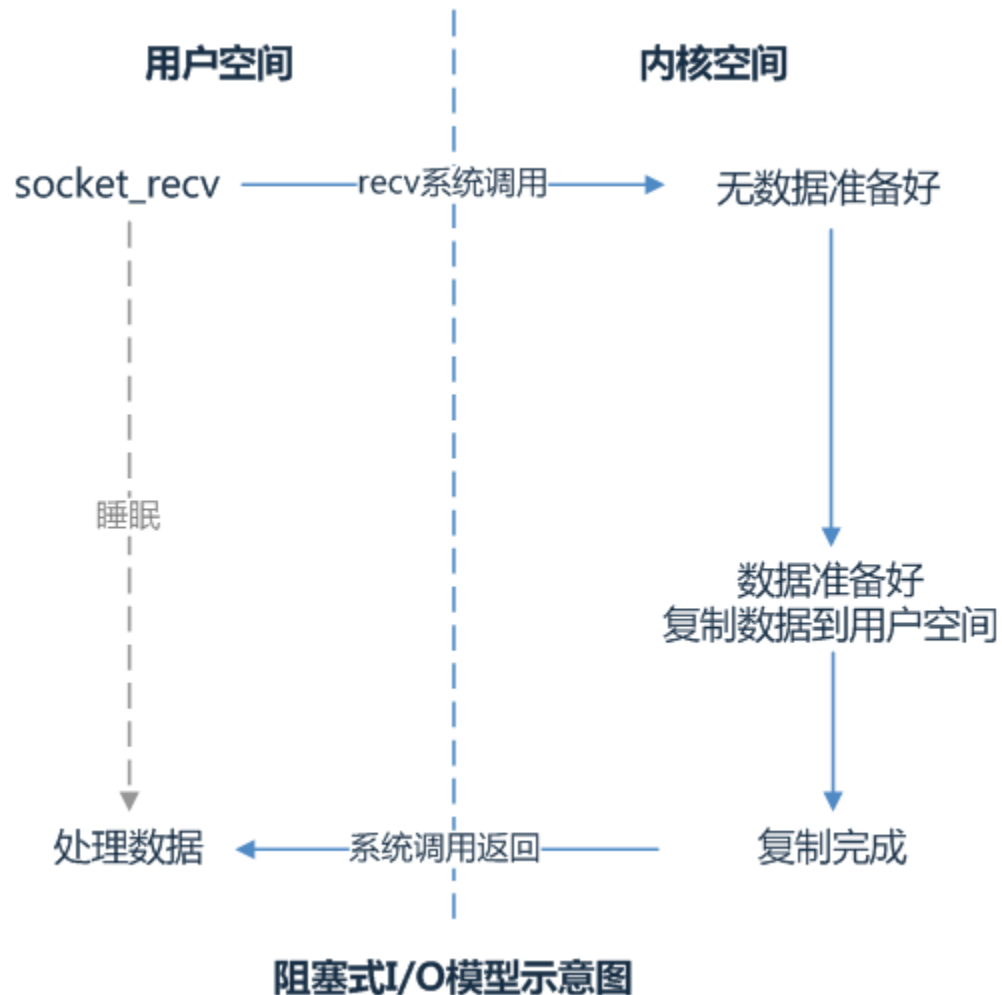 用户空间
内核空间
socket_recv
recv系统调用
无数据准备好
睡眠
数据准备好
复制数据到用户空间
处理数据
系统调用返回
复制完成
阻塞式I/O模型示意图